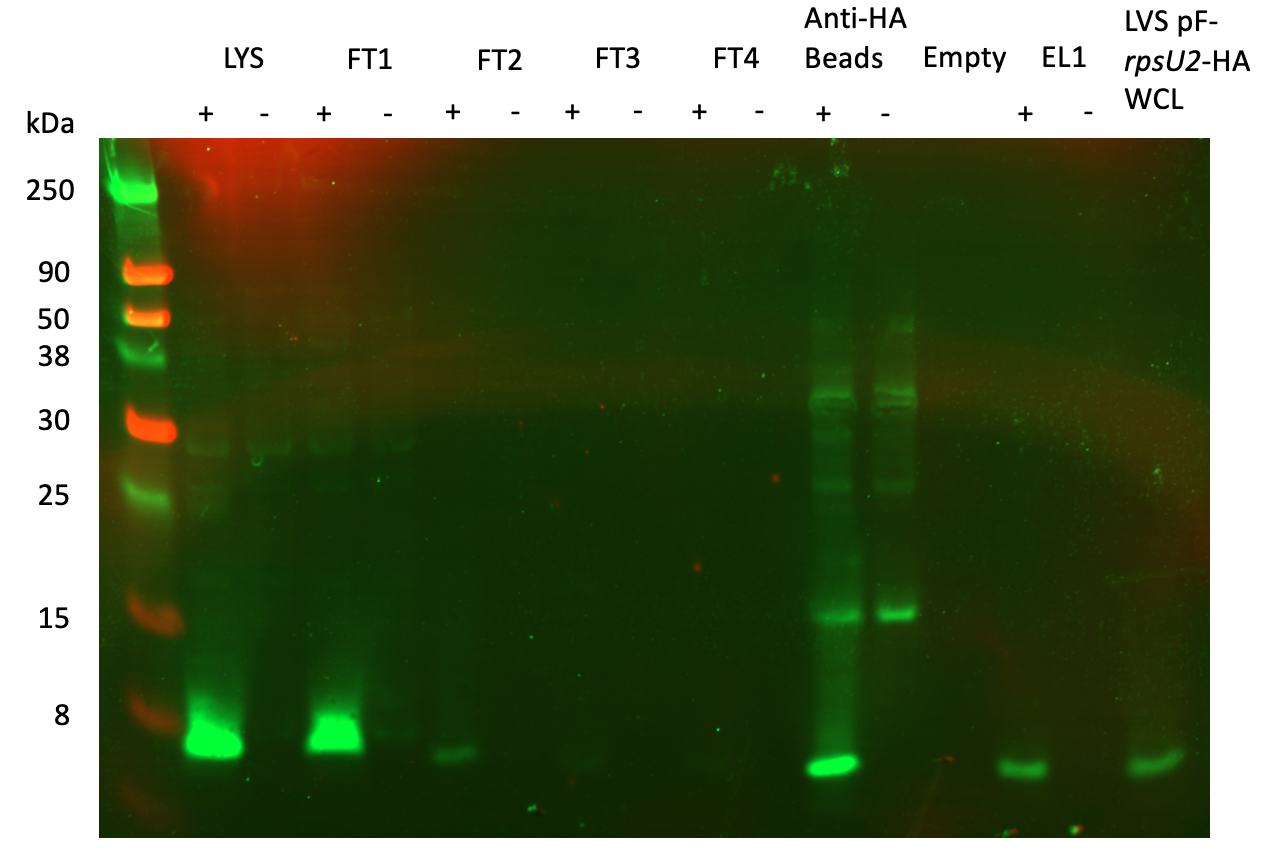 Anti-HA
LVS pF-
LYS FT1 FT2 FT3 FT4 Beads Empty EL1 rpsU2-HA
WCL
+ - + - + - + - + - + - + -
kDa
250
90
50
38
30
25
15
8